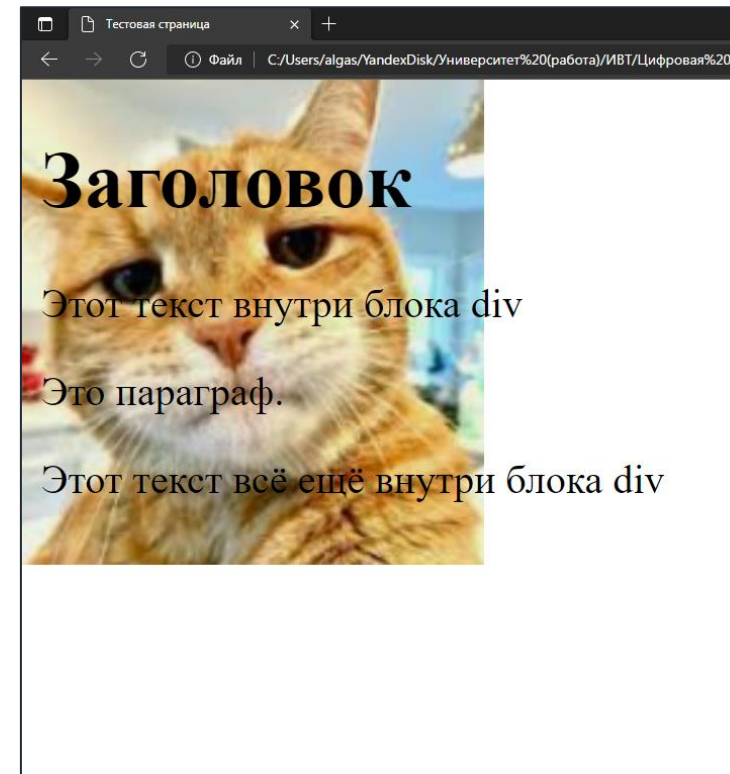 Тестовая страница
Файл C:/Users/algas/YandexDisk/Университет%20(работа)/ИВТ/Цифровая%20
Заголовок
Этот текст внутри блока div
Это параграф.
Этот текст всё ещё внутри блока div